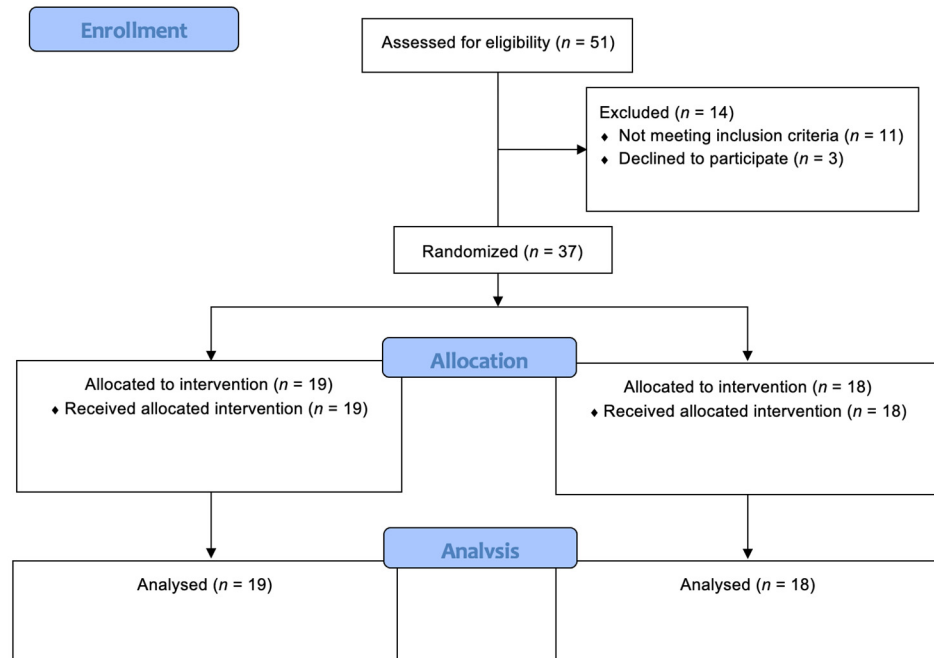 Enrollment
Assessed for eligibility (n = 51)
Excluded (n = 14)
♦ Not meeting inclusion criteria (n = 11)
♦ Declined to participate (n = 3)
Randomized (n = 37)
Allocation
Allocated to intervention (n = 19)
♦ Received allocated intervention (n = 19)
Allocated to intervention (n = 18)
♦ Received allocated intervention (n = 18)
Analysis
Analysed (n = 19)
Analysed (n = 18)